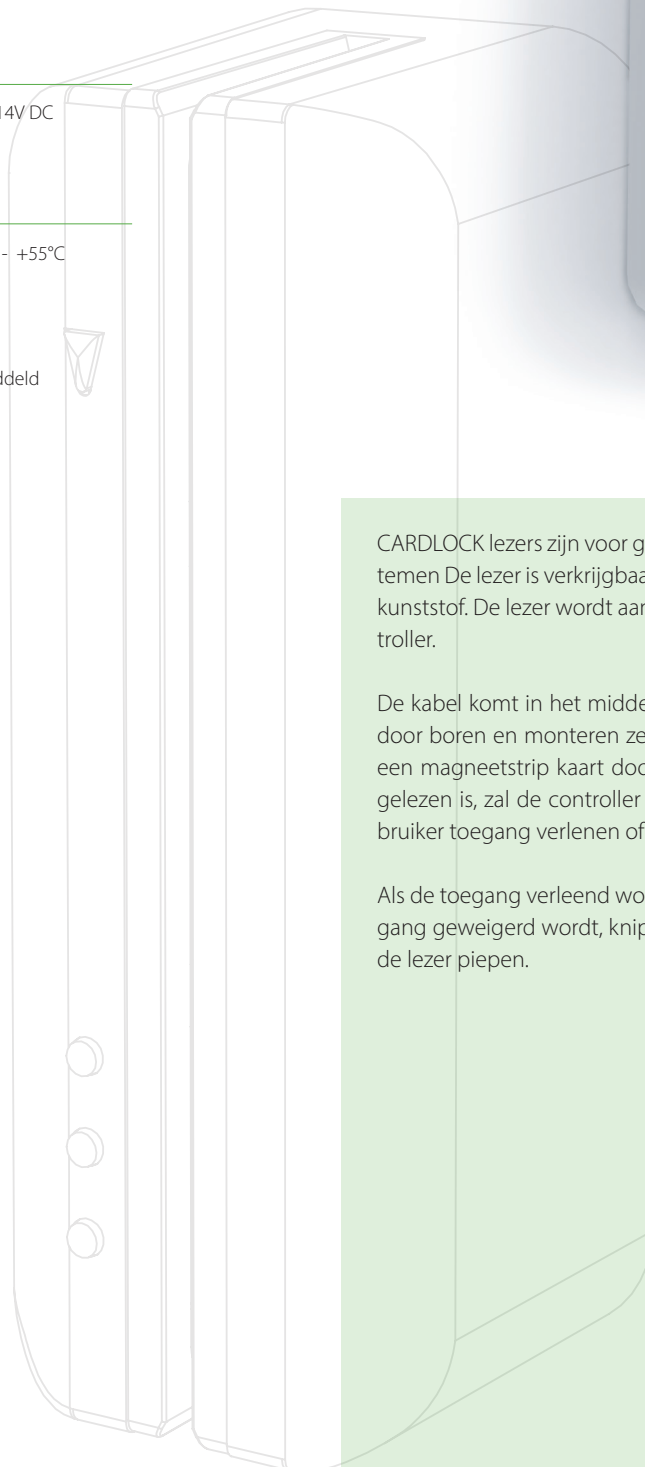 14V DC
- +55°C
ddeld
CARDLOCK lezers zijn voor g
temen De lezer is verkrijgbaa
kunststof. De lezer wordt aan
troller.
De kabel komt in het midde
door boren en monteren ze
een magneetstrip kaart doo
gelezen is, zal de controller
bruiker toegang verlenen of
Als de toegang verleend wo
gang geweigerd wordt, knip
de lezer piepen.